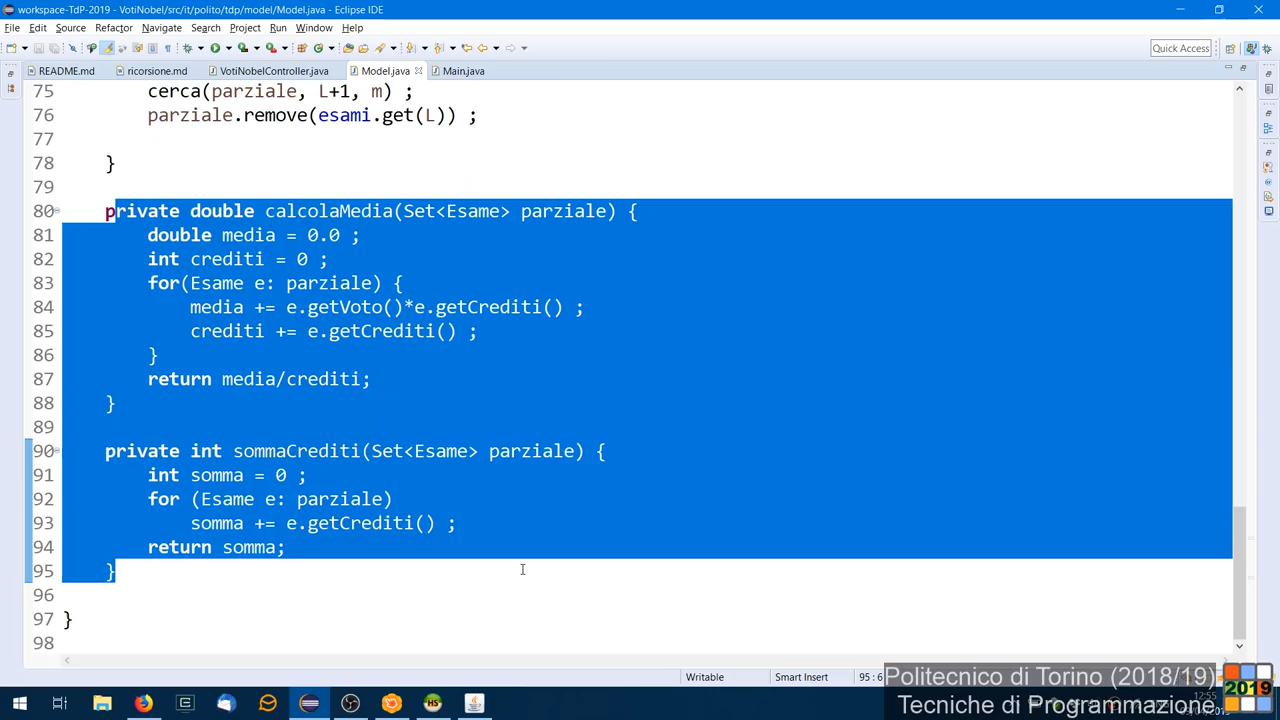 workspace-TdP-2019 - VotiNobel/src/it/polito/tdp/model/Model.java - Eclipse IDE
File Edit Source Refactor Navigate Search Project Run Window Help
Quick Access
README.md ricorsione.md VotiNobelController.java Model.java Main.java
75 cerca(parziale, L+1, m) ;
76 parziale.remove(esami.get(L)) ;
77
78 }
79
80 private double calcolaMedia(Set<Esame> parziale) {
81 double media = 0.0 ;
82 int crediti = 0 ;
83 for(Esame e: parziale) {
84 media += e.getVoto()*e.getCrediti() ;
85 crediti += e.getCrediti() ;
86 }
87 return media/crediti;
88 }
89
90 private int sommaCrediti(Set<Esame> parziale) {
91 int somma = 0 ;
92 for (Esame e: parziale)
93 somma += e.getCrediti() ;
94 return somma;
95 }
96
97 }
98
Writable Smart Insert 95 : 6
Politecnico di Torino (2018/19)
Tecniche di Programmazione
2019
12:55